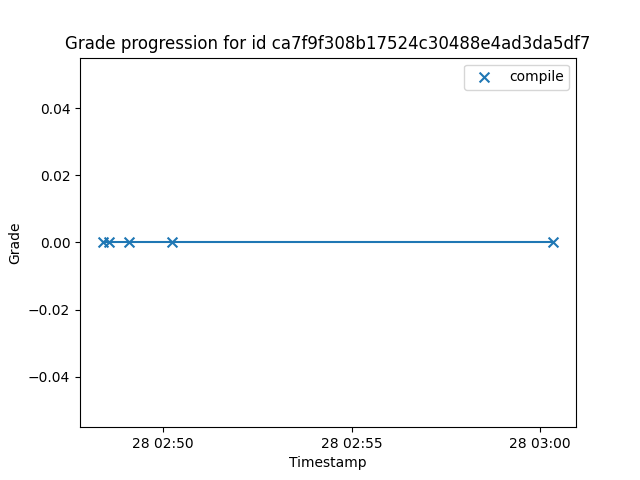 Grade progression for id ca7f9f308b17524c30488e4ad3da5df7
compile
0.04
0.02
0.00
−0.02
−0.04
Grade
28 02:50
28 02:55
28 03:00
Timestamp